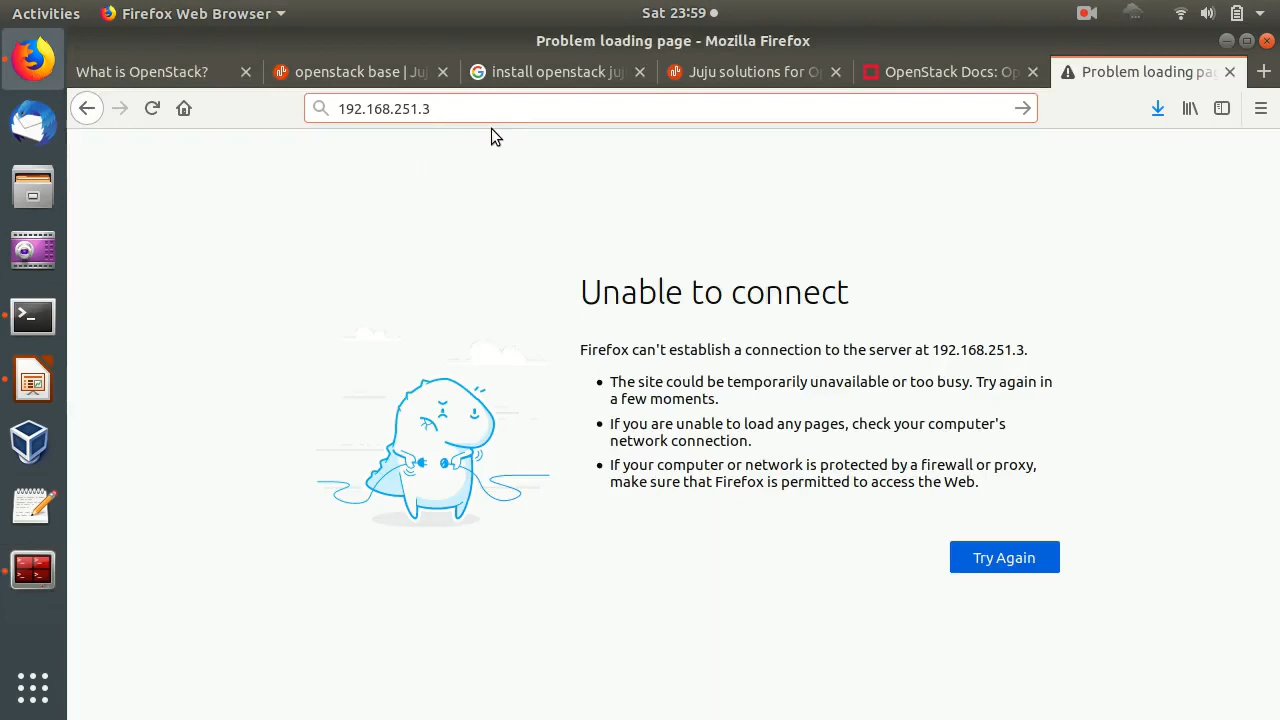 Activities
Firefox Web Browser
Sat 23:59
Problem loading page - Mozilla Firefox
What is OpenStack?
openstack base | Juj
install openstack juj
Juju solutions for O
OpenStack Docs: Op
Problem loading pag
192.168.251.3
Unable to connect
Firefox can't establish a connection to the server at 192.168.251.3.
The site could be temporarily unavailable or too busy. Try again in
a few moments.
If you are unable to load any pages, check your computer's
network connection.
If your computer or network is protected by a firewall or proxy,
make sure that Firefox is permitted to access the Web.
Try Again